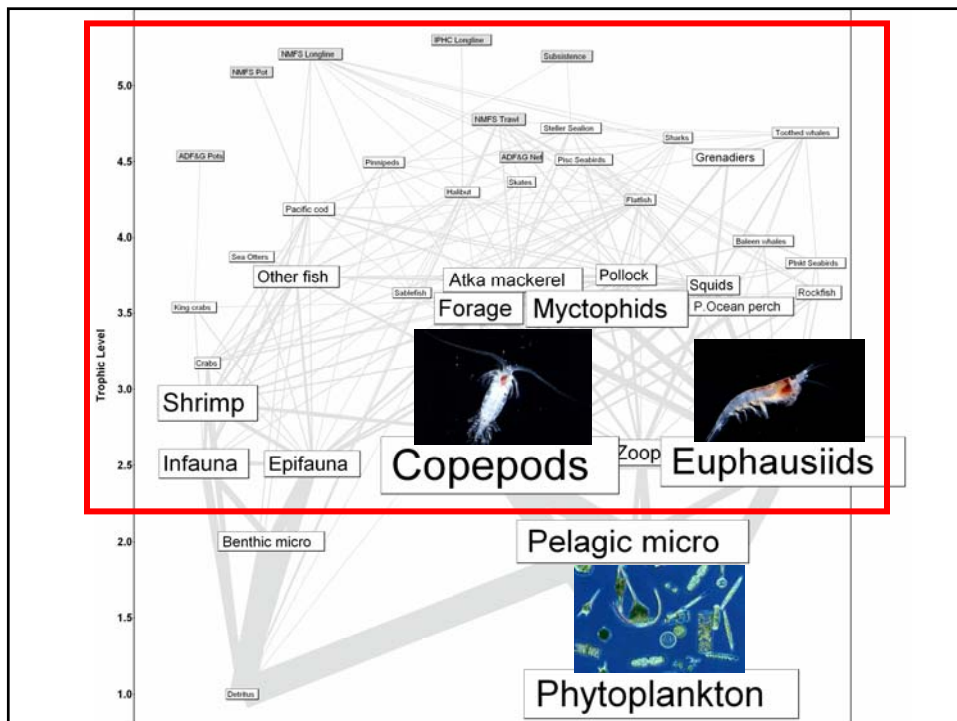 IPHC Longline
NMFS Longline
Subsistence
NMFS Pot
5.0
NMFS Trawl
Steller Sealion
Sharks
Toothed whales
4.5
ADF&G Pots
Pinnipeds
ADF&G Net
Pisc Seabirds
Grenadiers
Halibut
Skates
Flatfish
Pacific cod
4.0
Baleen whales
Sea Otters
Other fish
Atka mackerel
Pollock
Plnkt Seabirds
Squids
Sablefish
Rockfish
King crabs
3.5
Forage
Myctophids
P.Ocean perch
Trophic Level
Crabs
3.0
Shrimp
2.5
Infauna
Epifauna
Copepods
Zoop
Euphausiids
2.0
Benthic micro
Pelagic micro
1.5
1.0
Detritus
Phytoplankton